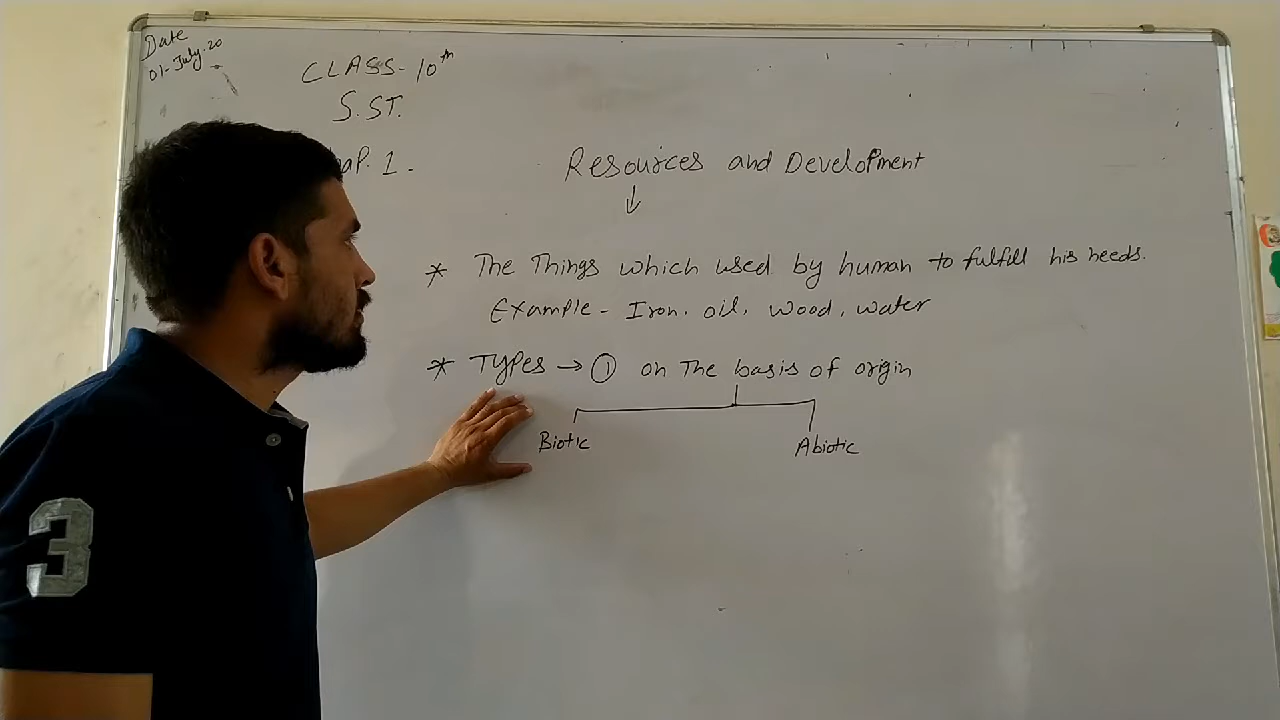 Date
01-July.20
CLASS-10th
S.ST.
aP. 1.
Resources and Development
* The Things which used by human to fulfill his needs.
Example - Iron, oil, wood, water
* Types → ① on The basis of origin
Biotic Abiotic
3